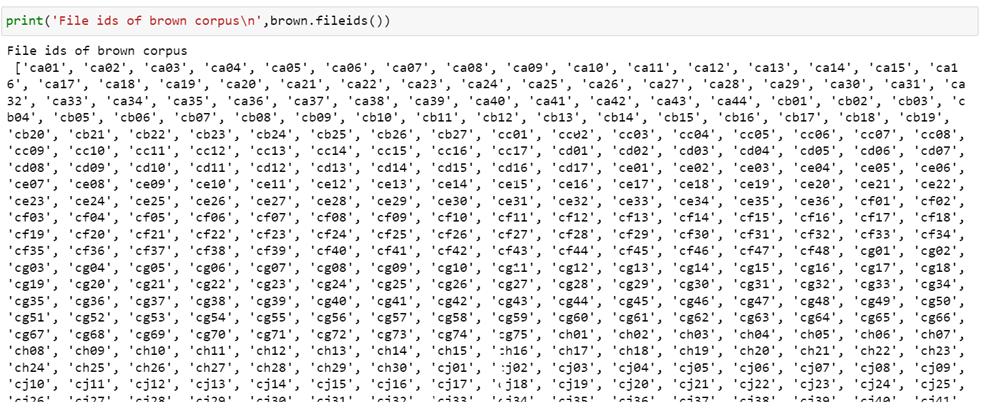 print('File ids of brown corpus\n',brown.fileids())
File ids of brown corpus
['ca01', 'ca02', 'ca03', 'ca04', 'ca05', 'ca06', 'ca07', 'ca08', 'ca09', 'ca10', 'ca11', 'ca12', 'ca13', 'ca14', 'ca15', 'ca1
6', 'ca17', 'ca18', 'ca19', 'ca20', 'ca21', 'ca22', 'ca23', 'ca24', 'ca25', 'ca26', 'ca27', 'ca28', 'ca29', 'ca30', 'ca31', 'ca
32', 'ca33', 'ca34', 'ca35', 'ca36', 'ca37', 'ca38', 'ca39', 'ca40', 'ca41', 'ca42', 'ca43', 'ca44', 'cb01', 'cb02', 'cb03', 'c
b04', 'cb05', 'cb06', 'cb07', 'cb08', 'cb09', 'cb10', 'cb11', 'cb12', 'cb13', 'cb14', 'cb15', 'cb16', 'cb17', 'cb18', 'cb19',
'cb20', 'cb21', 'cb22', 'cb23', 'cb24', 'cb25', 'cb26', 'cb27', 'cc01', 'cc02', 'cc03', 'cc04', 'cc05', 'cc06', 'cc07', 'cc08',
'cc09', 'cc10', 'cc11', 'cc12', 'cc13', 'cc14', 'cc15', 'cc16', 'cc17', 'cd01', 'cd02', 'cd03', 'cd04', 'cd05', 'cd06', 'cd07',
'cd08', 'cd09', 'cd10', 'cd11', 'cd12', 'cd13', 'cd14', 'cd15', 'cd16', 'cd17', 'ce01', 'ce02', 'ce03', 'ce04', 'ce05', 'ce06',
'ce07', 'ce08', 'ce09', 'ce10', 'ce11', 'ce12', 'ce13', 'ce14', 'ce15', 'ce16', 'ce17', 'ce18', 'ce19', 'ce20', 'ce21', 'ce22',
'ce23', 'ce24', 'ce25', 'ce26', 'ce27', 'ce28', 'ce29', 'ce30', 'ce31', 'ce32', 'ce33', 'ce34', 'ce35', 'ce36', 'cf01', 'cf02',
'cf03', 'cf04', 'cf05', 'cf06', 'cf07', 'cf08', 'cf09', 'cf10', 'cf11', 'cf12', 'cf13', 'cf14', 'cf15', 'cf16', 'cf17', 'cf18',
'cf19', 'cf20', 'cf21', 'cf22', 'cf23', 'cf24', 'cf25', 'cf26', 'cf27', 'cf28', 'cf29', 'cf30', 'cf31', 'cf32', 'cf33', 'cf34',
'cf35', 'cf36', 'cf37', 'cf38', 'cf39', 'cf40', 'cf41', 'cf42', 'cf43', 'cf44', 'cf45', 'cf46', 'cf47', 'cf48', 'cg01', 'cg02',
'cg03', 'cg04', 'cg05', 'cg06', 'cg07', 'cg08', 'cg09', 'cg10', 'cg11', 'cg12', 'cg13', 'cg14', 'cg15', 'cg16', 'cg17', 'cg18',
'cg19', 'cg20', 'cg21', 'cg22', 'cg23', 'cg24', 'cg25', 'cg26', 'cg27', 'cg28', 'cg29', 'cg30', 'cg31', 'cg32', 'cg33', 'cg34',
'cg35', 'cg36', 'cg37', 'cg38', 'cg39', 'cg40', 'cg41', 'cg42', 'cg43', 'cg44', 'cg45', 'cg46', 'cg47', 'cg48', 'cg49', 'cg50',
'cg51', 'cg52', 'cg53', 'cg54', 'cg55', 'cg56', 'cg57', 'cg58', 'cg59', 'cg60', 'cg61', 'cg62', 'cg63', 'cg64', 'cg65', 'cg66',
'cg67', 'cg68', 'cg69', 'cg70', 'cg71', 'cg72', 'cg73', 'cg74', 'cg75', 'ch01', 'ch02', 'ch03', 'ch04', 'ch05', 'ch06', 'ch07',
'ch08', 'ch09', 'ch10', 'ch11', 'ch12', 'ch13', 'ch14', 'ch15', 'ch16', 'ch17', 'ch18', 'ch19', 'ch20', 'ch21', 'ch22', 'ch23',
'ch24', 'ch25', 'ch26', 'ch27', 'ch28', 'ch29', 'ch30', 'cj01', 'cj02', 'cj03', 'cj04', 'cj05', 'cj06', 'cj07', 'cj08', 'cj09',
'cj10', 'cj11', 'cj12', 'cj13', 'cj14', 'cj15', 'cj16', 'cj17', 'cj18', 'cj19', 'cj20', 'cj21', 'cj22', 'cj23', 'cj24', 'cj25',
'cj26', 'cj27', 'cj28', 'cj29', 'cj30', 'cj31', 'cj32', 'cj33', 'cj34', 'cj35', 'cj36', 'cj37', 'cj38', 'cj39', 'cj40', 'cj41',